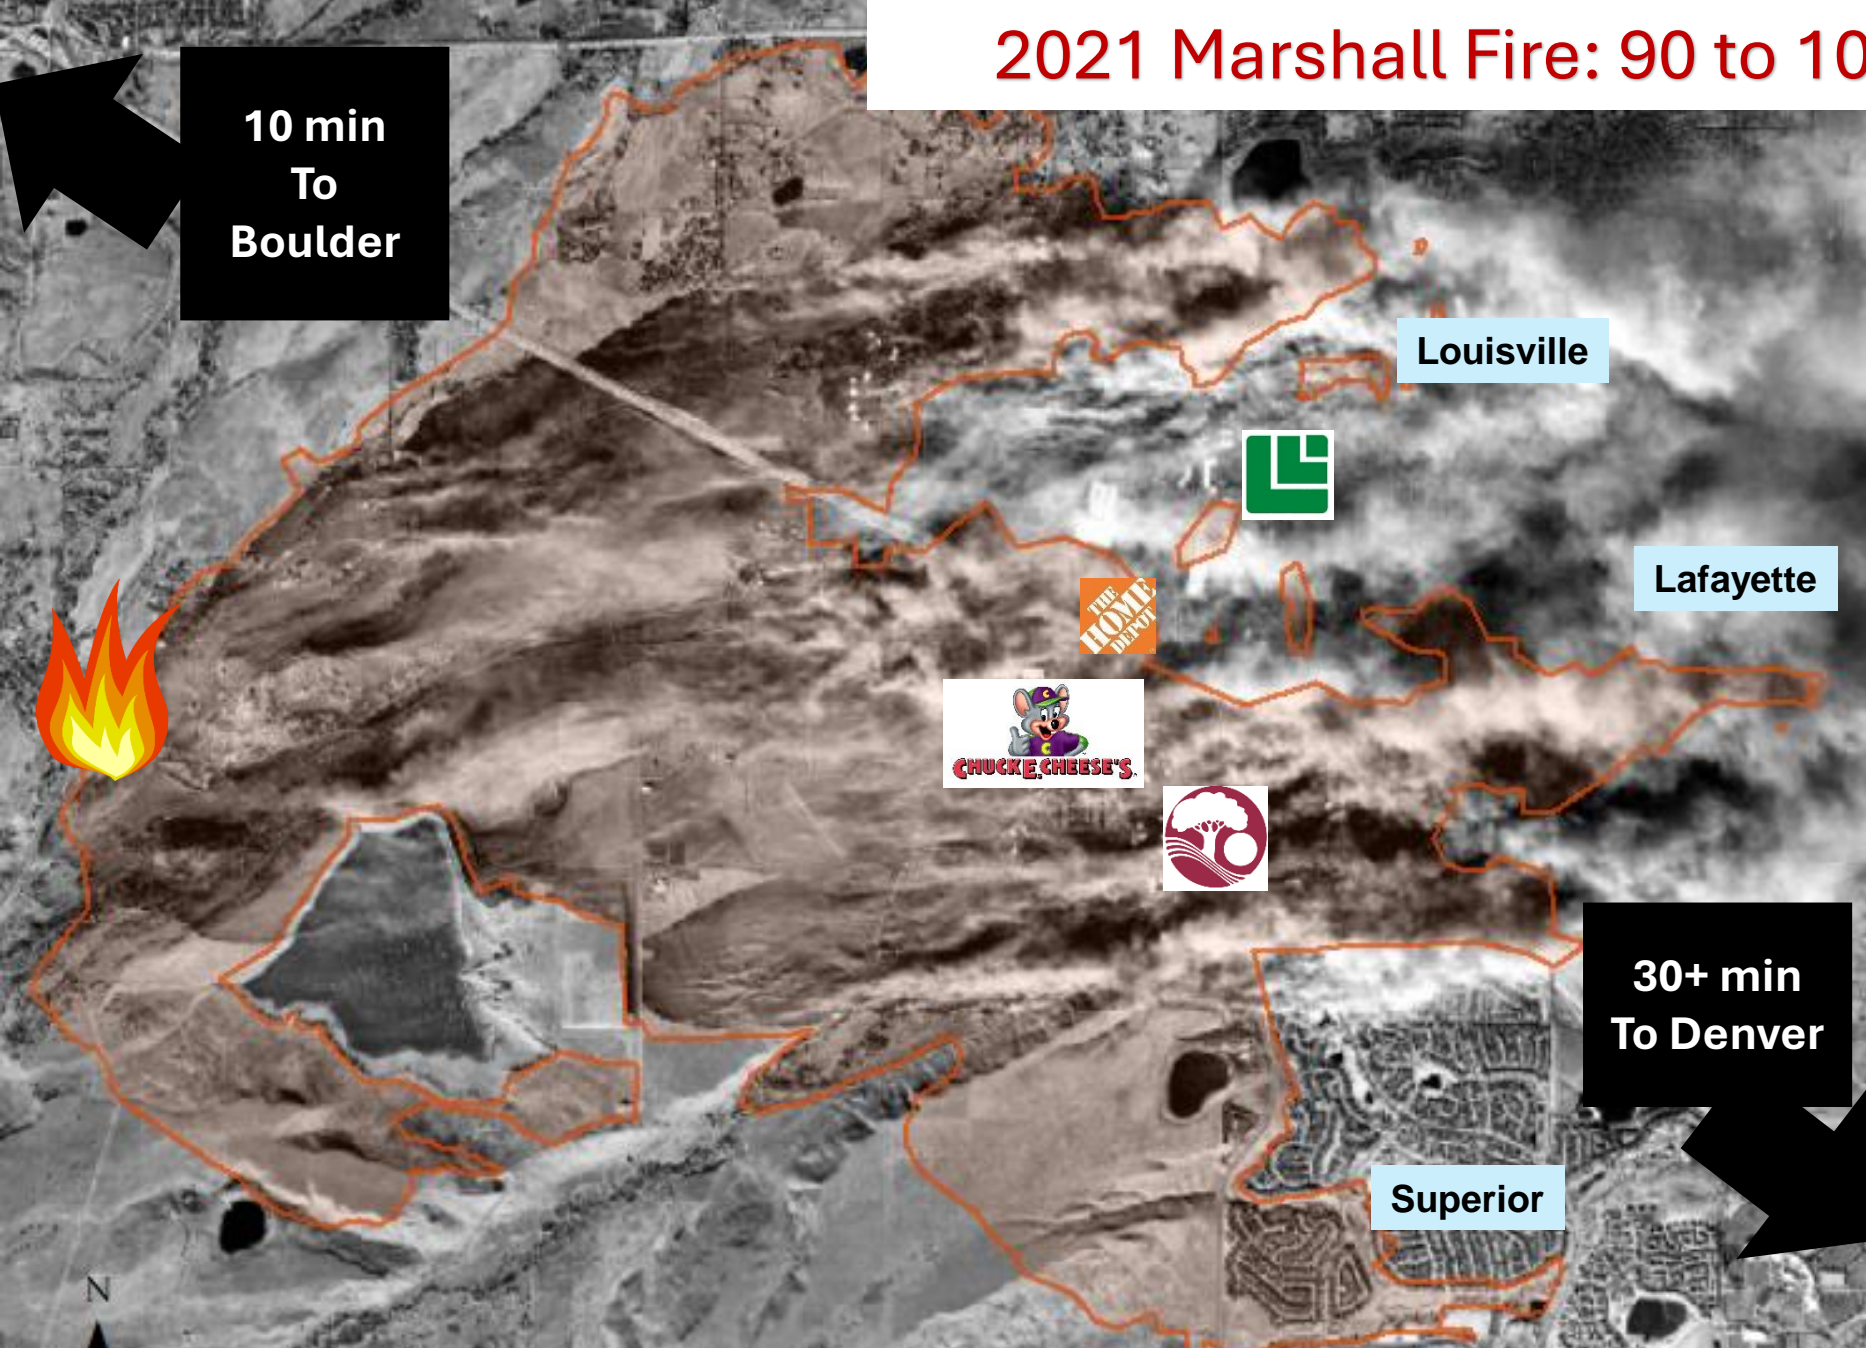 2021 Marshall Fire: 90 to 10
10 min
To
Boulder
Louisville
Lafayette
THE
HOME
DEPOT
C
C
CHUCK E. CHEESE'S.
30+ min
To Denver
Superior
N